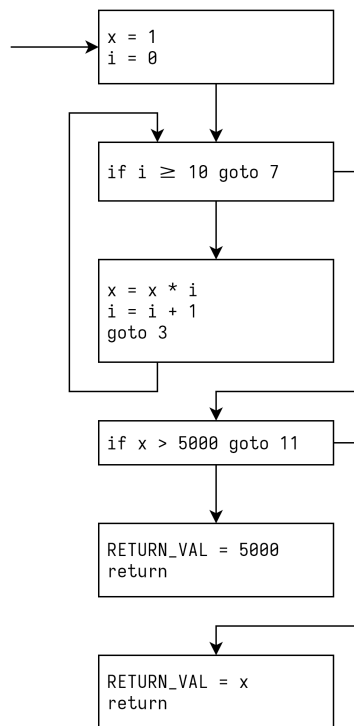 x = 1
i = 0
if i ≥ 10 goto 7
x = x * i
i = i + 1
goto 3
if x > 5000 goto 11
RETURN_VAL = 5000
return
RETURN_VAL = x
return